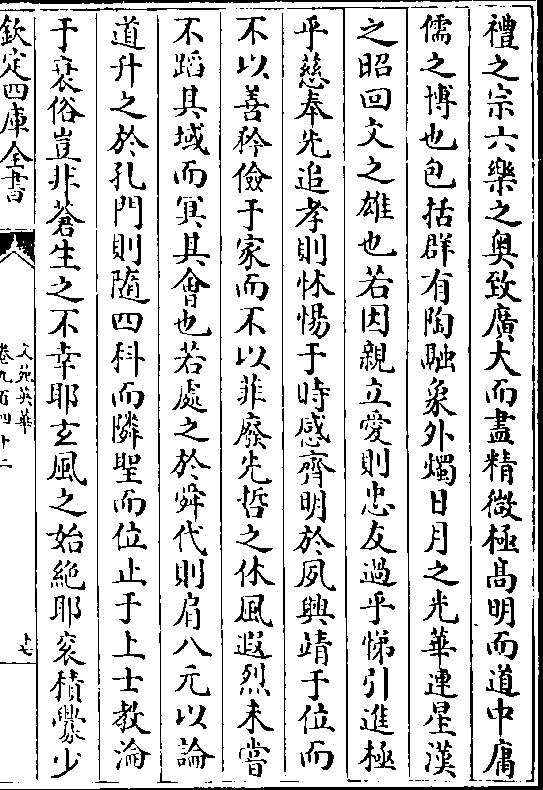 禮之宗六樂之奥致廣大而盡精微極髙明而道中庸
儒之博也包括群有陶融象外燭日月之光華連星漢
之昭回文之雄也若因親立愛則忠友過乎悌引進極
乎慈奉先追孝則怵惕于時感齊明於夙興靖于位而
不以善矜儉于家而不以菲廢先哲之休風遐烈未嘗
不蹈其域而冥其會也若處之於舜代則肩八元以論
道升之於孔門則随四科而隣聖而位止于上士教淪
于衰俗豈非蒼生之不幸耶𤣥風之始絶耶衮積釁少
欽定四庫全書
文苑英華
卷九百四十二
十七